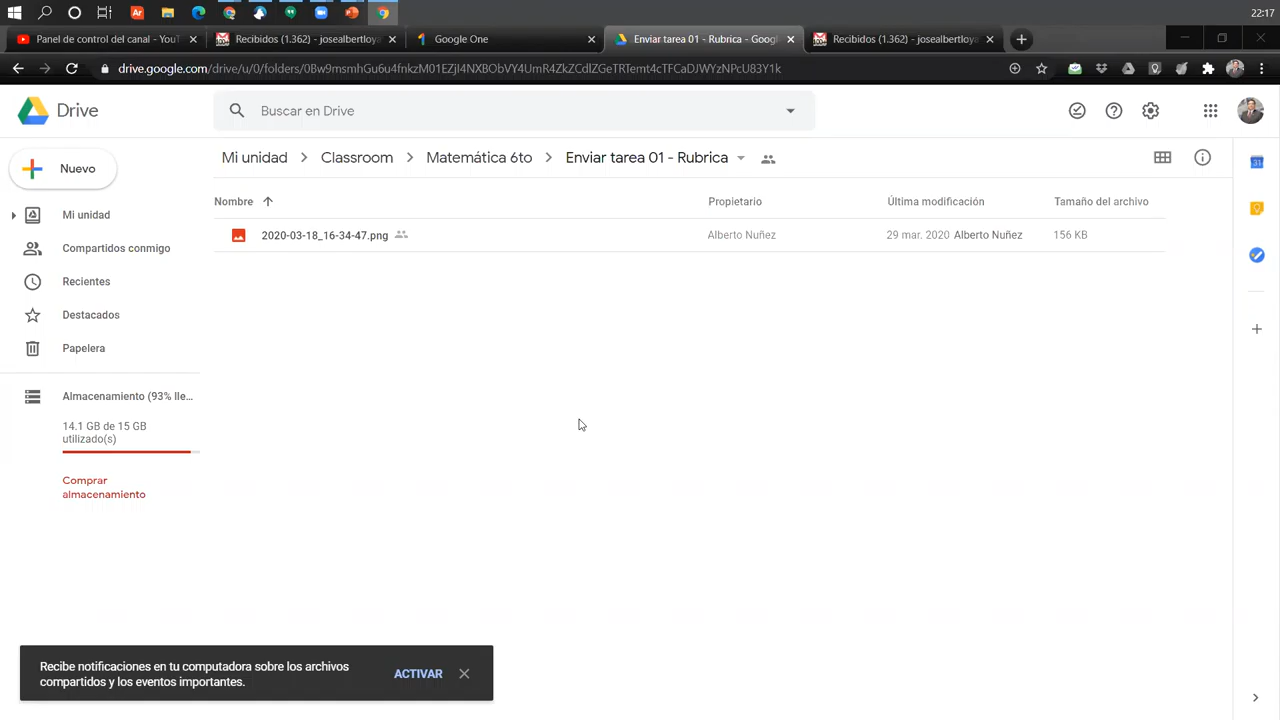 22:17
Panel de control del canal - YouT
Recibidos (1.362) - josealbertloya
Google One
Enviar tarea 01 - Rubrica - Googl
Recibidos (1.362) - josealbertloya
drive.google.com/drive/u/0/folders/0Bw9msmhGu6u4fnkzM01EZjI4NXBObVY4UmR4ZkZCdlZGeTRTemt4cTFCaDJWYzNPcU83Y1k
Drive
Buscar en Drive
Mi unidad > Classroom > Matemática 6to > Enviar tarea 01 - Rubrica
Nuevo
Nombre Propietario Última modificación Tamaño del archivo
2020-03-18_16-34-47.png Alberto Nuñez 29 mar. 2020 Alberto Nuñez 156 KB
Mi unidad
Compartidos conmigo
Recientes
Destacados
Papelera
Almacenamiento (93% lle...
14.1 GB de 15 GB
utilizado(s)
Comprar
almacenamiento
Recibe notificaciones en tu computadora sobre los archivos
compartidos y los eventos importantes.
ACTIVAR